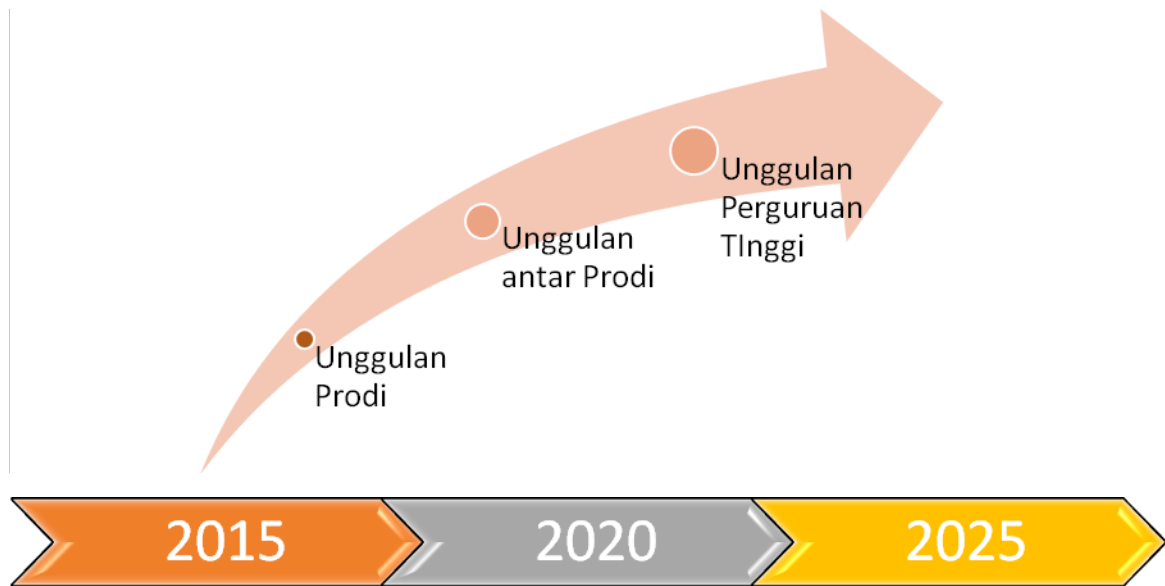 Unggulan
Perguruan
TInggi
Unggulan
antar Prodi
Unggulan
Prodi
2015
2020
2025